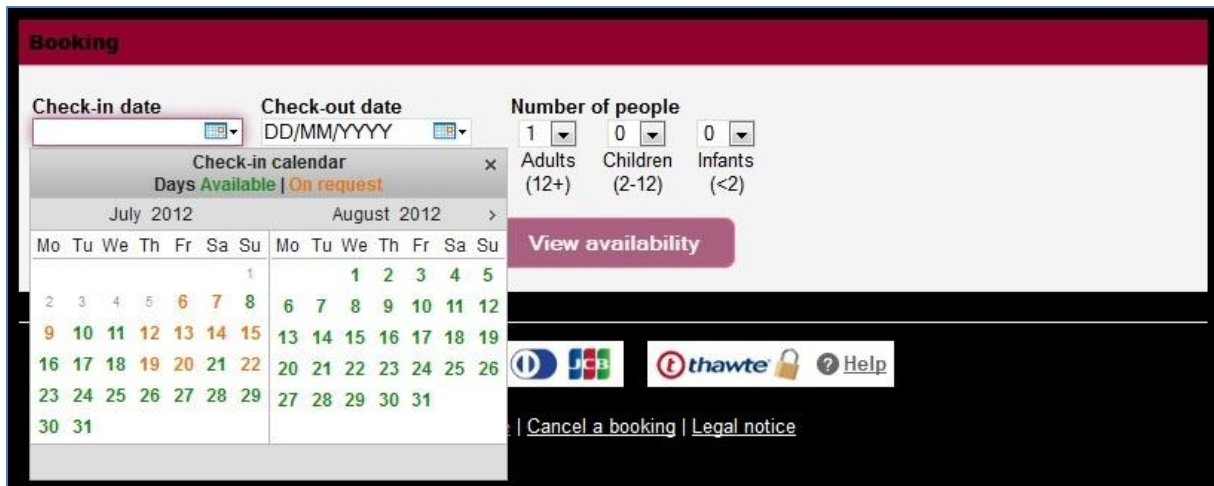 Booking
Check-in date Check-out date Number of people
DD/MM/YYYY 1 0 0
Adults Children Infants
(12+) (2-12) (<2)
Check-in calendar ×
Days Available | On request
July 2012 August 2012 >
Mo Tu We Th Fr Sa Su Mo Tu We Th Fr Sa Su
1 1 2 3 4 5
2 3 4 5 6 7 8 6 7 8 9 10 11 12
9 10 11 12 13 14 15 13 14 15 16 17 18 19
16 17 18 19 20 21 22 20 21 22 23 24 25 26
23 24 25 26 27 28 29 27 28 29 30 31
30 31
View availability
JCB thawte ? Help
| Cancel a booking | Legal notice